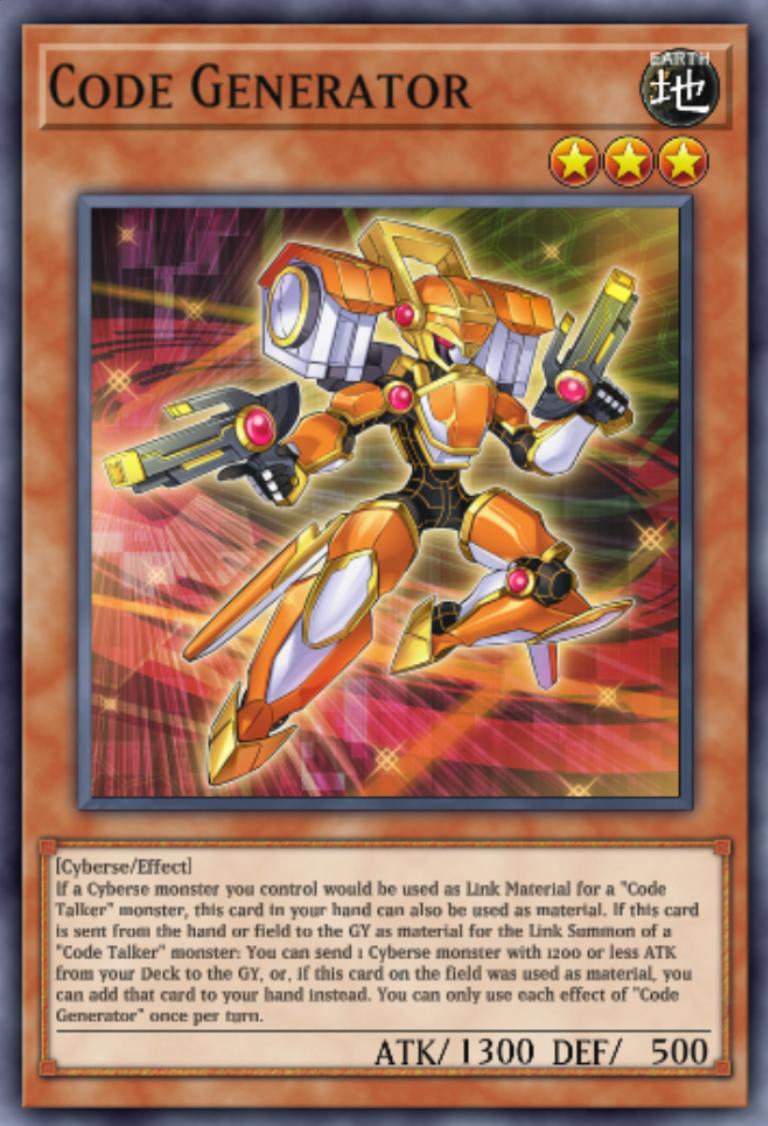 CODE GENERATOR
EARTH
地
[Cyberse/Effect]
If a Cyberse monster you control would be used as Link Material for a "Code
Talker" monster, this card in your hand can also be used as material. If this card
is sent from the hand or field to the GY as material for the Link Summon of a
"Code Talker" monster: You can send 1 Cyberse monster with 1200 or less ATK
from your Deck to the GY, or, if this card on the field was used as material, you
can add that card to your hand instead. You can only use each effect of "Code
Generator" once per turn.
ATK/ 1300 DEF/ 500